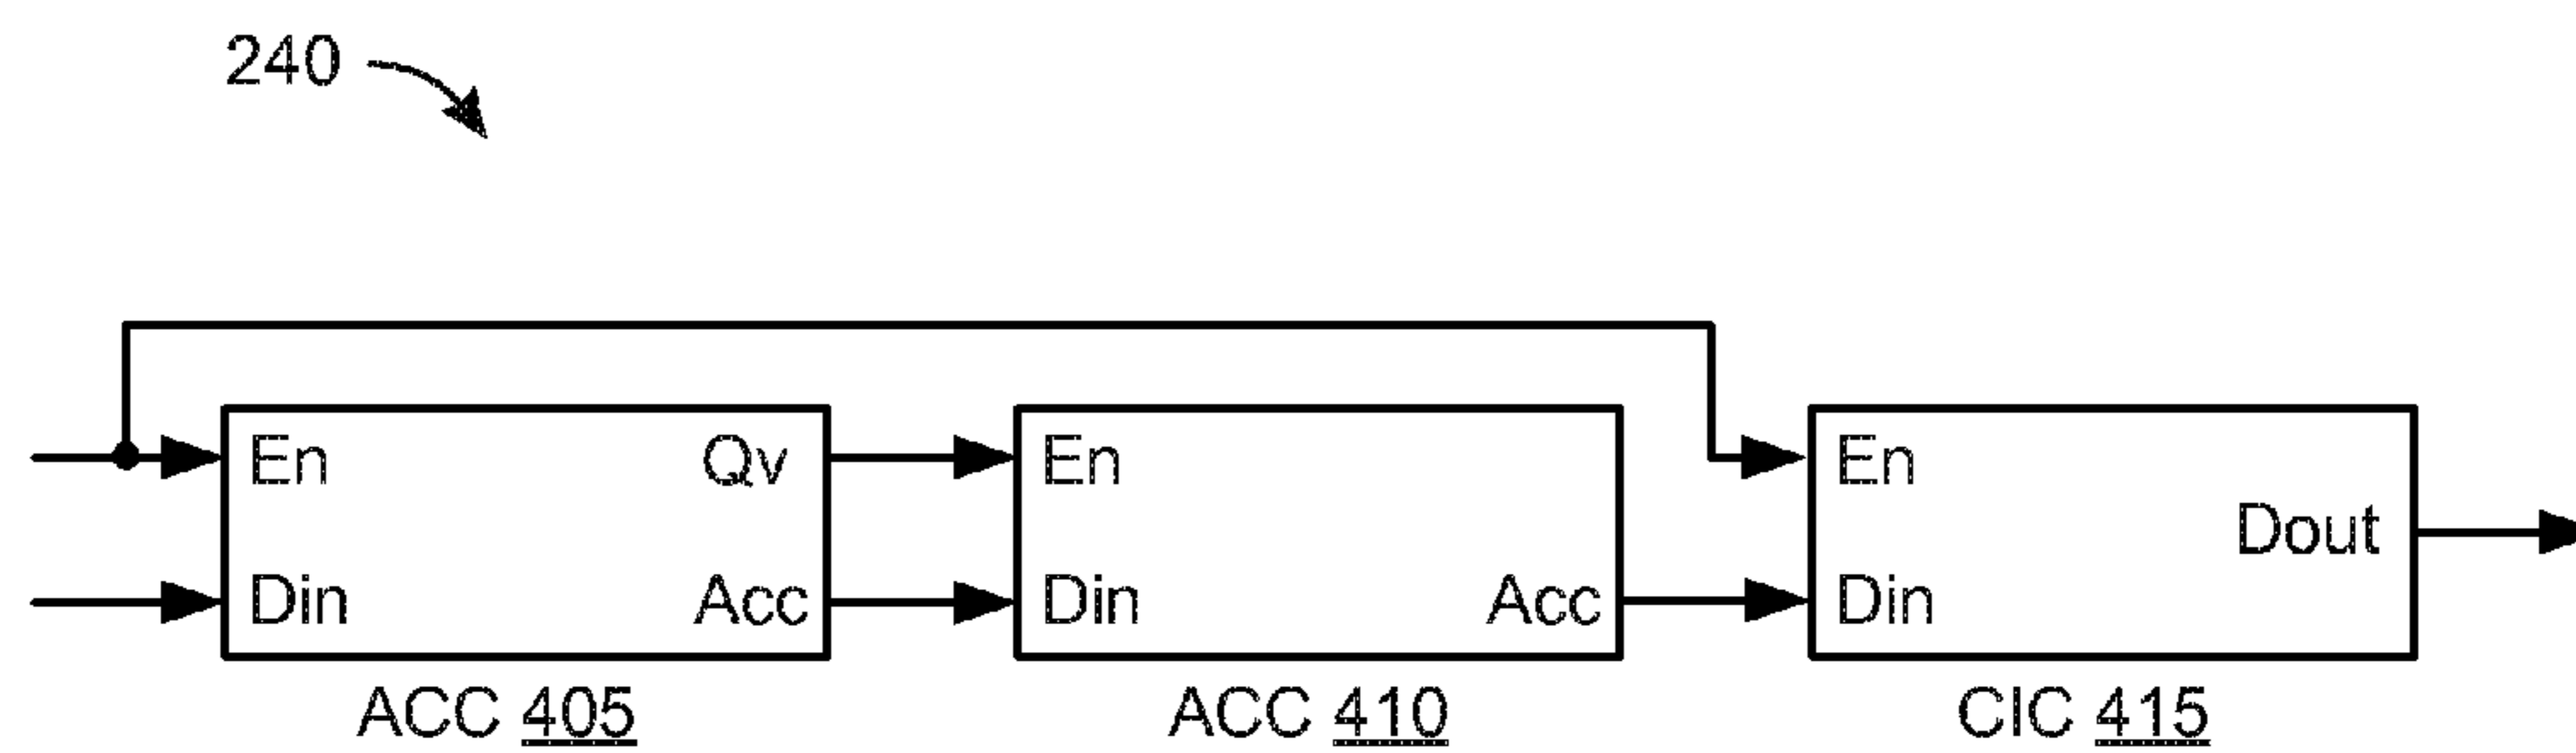 240
En Qv En En
Dout
Din Acc Din Acc Din
ACC 405 ACC 410 CIC 415